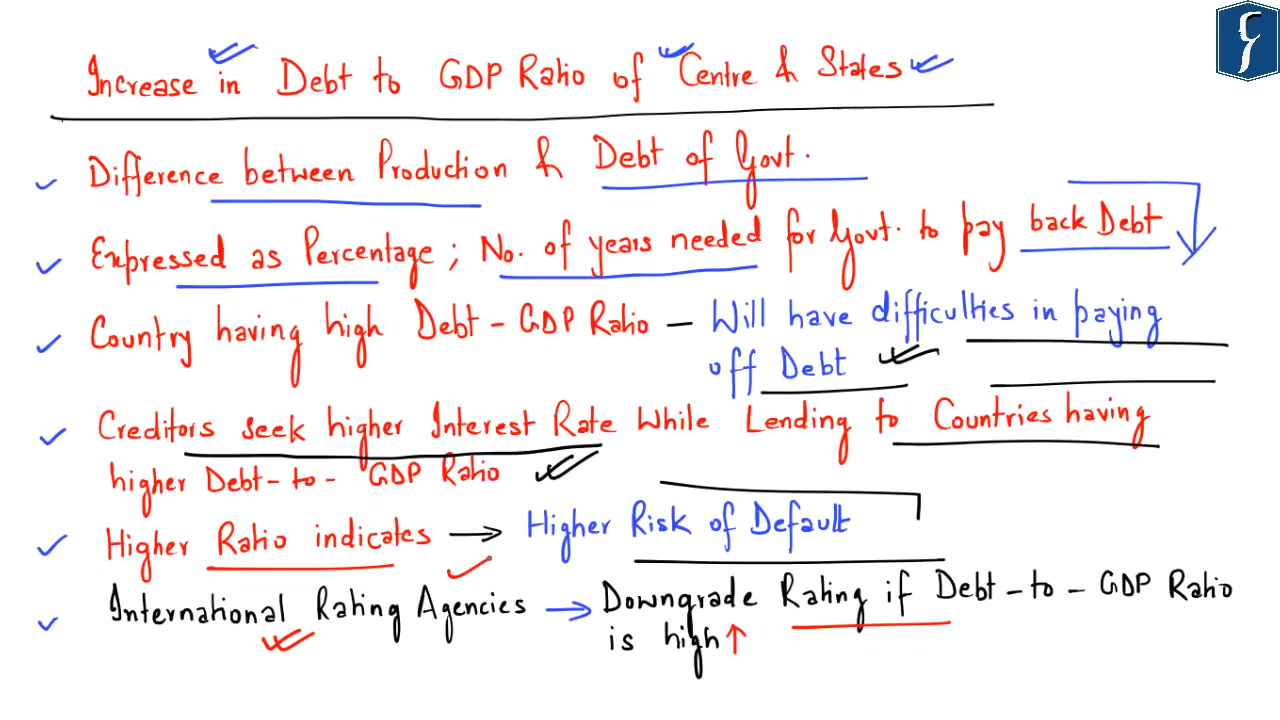 Increase in Debt to GDP Ratio of Centre & States
Difference between Production & Debt of Govt.
Expressed as Percentage; No. of years needed for Govt. to pay back Debt
Country having high Debt - GDP Ratio - Will have difficulties in paying
off Debt
Creditors seek higher Interest Rate While Lending to Countries having
higher Debt-to-GDP Ratio
Higher Ratio indicates → Higher Risk of Default
International Rating Agencies → Downgrade Rating if Debt-to-GDP Ratio
is high ↑